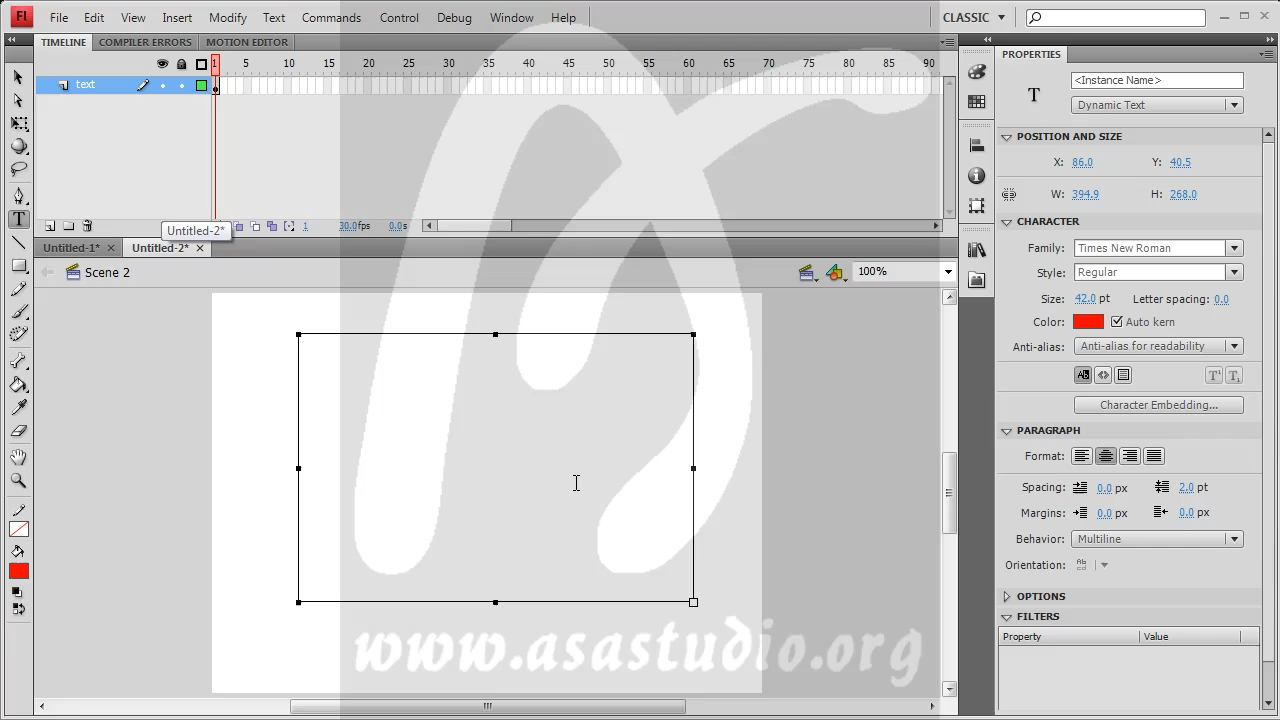 Fl File Edit View Insert Modify Text Commands Control Debug Window Help CLASSIC
TIMELINE COMPILER ERRORS MOTION EDITOR
1 5 10 15 20 25 30 35 40 45 50 55 60 65 70 75 80 85 90
text
1 30.0fps 0.0s
Untitled-2*
Untitled-1* Untitled-2*
Scene 2 100%
www.asastudio.org
PROPERTIES
T <Instance Name>
Dynamic Text
POSITION AND SIZE
X: 86.0 Y: 40.5
W: 394.9 H: 268.0
CHARACTER
Family: Times New Roman
Style: Regular
Size: 42.0 pt Letter spacing: 0.0
Color: Auto kern
Anti-alias: Anti-alias for readability
Character Embedding...
PARAGRAPH
Format:
Spacing: 0.0 px 2.0 pt
Margins: 0.0 px 0.0 px
Behavior: Multiline
Orientation:
OPTIONS
FILTERS
Property Value